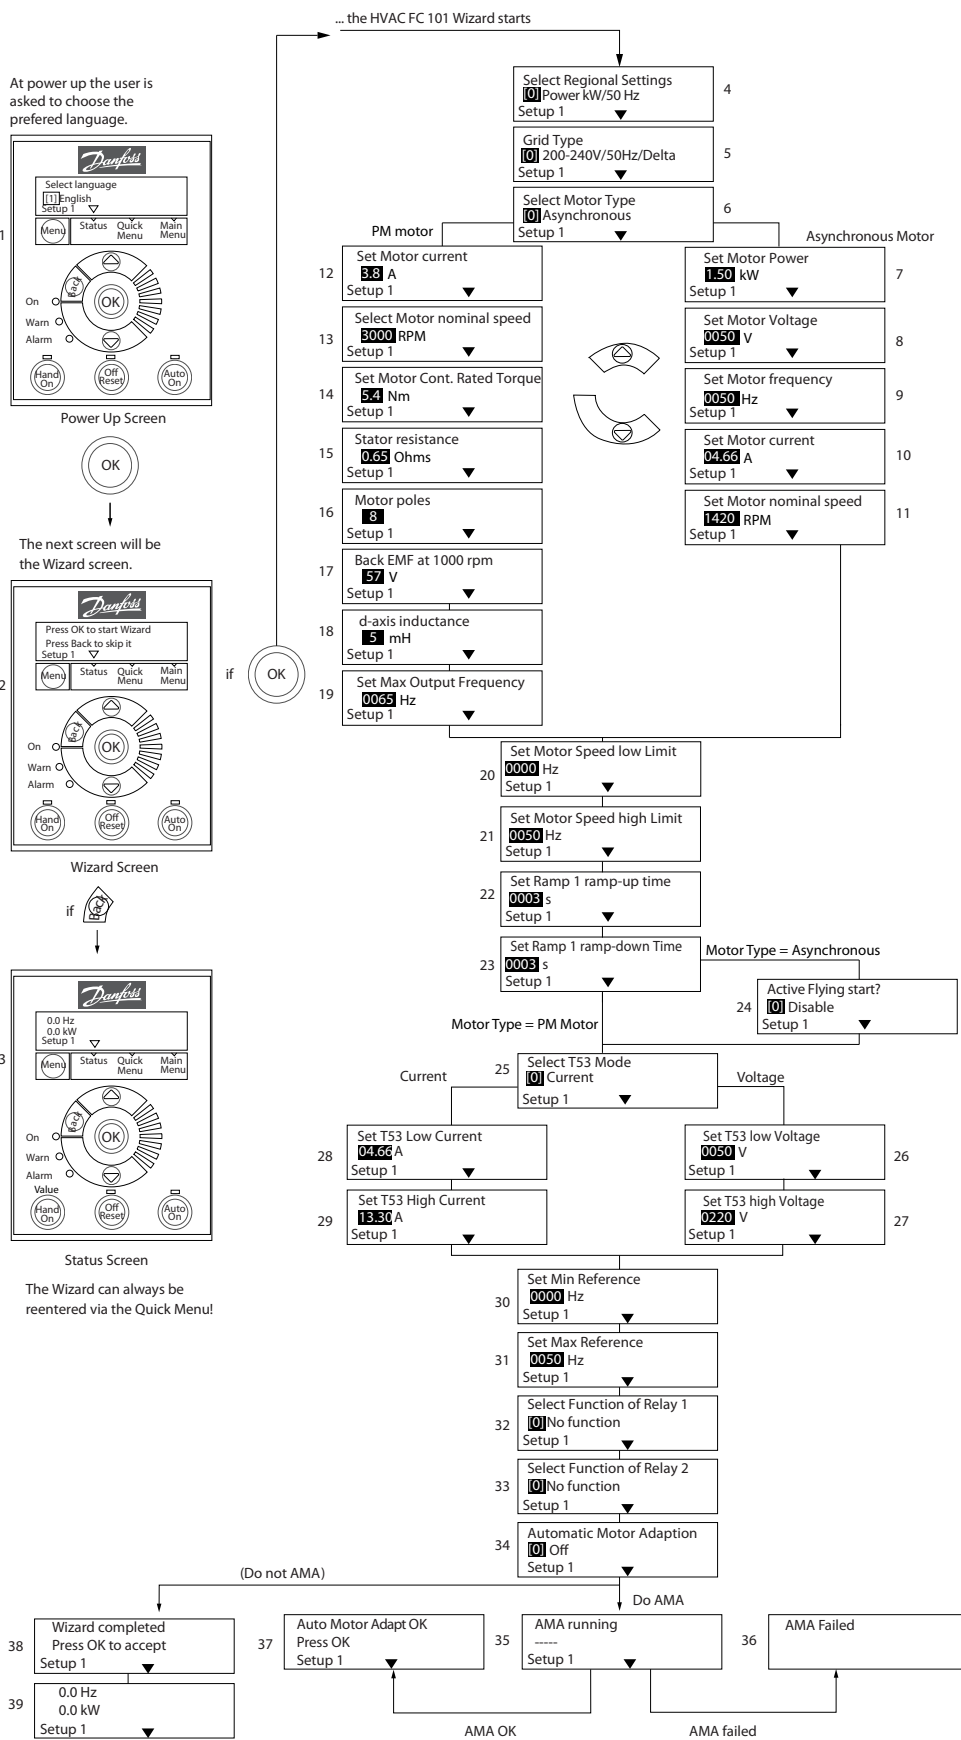 ... the HVAC FC 101 Wizard starts
At power up the user is
asked to choose the
prefered language.
1
Danfoss
Select language
[1] English
Setup 1
Menu
Status
Quick Menu
Main Menu
Back
OK
On
Warn
Alarm
Hand On
Off Reset
Auto On
Power Up Screen
OK
The next screen will be
the Wizard screen.
2
Danfoss
Press OK to start Wizard
Press Back to skip it
Setup 1
Menu
Status
Quick Menu
Main Menu
Back
OK
On
Warn
Alarm
Hand On
Off Reset
Auto On
Wizard Screen
if
OK
if
Back
3
Danfoss
0.0 Hz
0.0 kW
Setup 1
Menu
Status
Quick Menu
Main Menu
Back
OK
On
Warn
Alarm
Value
Hand On
Off Reset
Auto On
Status Screen
The Wizard can always be
reentered via the Quick Menu!
Select Regional Settings
[0] Power kW/50 Hz
Setup 1
4
Grid Type
[0] 200-240V/50Hz/Delta
Setup 1
5
Select Motor Type
[0] Asynchronous
Setup 1
6
PM motor
Asynchronous Motor
12
Set Motor current
3.8 A
Setup 1
13
Select Motor nominal speed
3000 RPM
Setup 1
14
Set Motor Cont. Rated Torque
5.4 Nm
Setup 1
15
Stator resistance
0.65 Ohms
Setup 1
16
Motor poles
8
Setup 1
17
Back EMF at 1000 rpm
57 V
Setup 1
18
d-axis inductance
5 mH
Setup 1
19
Set Max Output Frequency
0065 Hz
Setup 1
Set Motor Power
1.50 kW
Setup 1
7
Set Motor Voltage
0050 V
Setup 1
8
Set Motor frequency
0050 Hz
Setup 1
9
Set Motor current
04.66 A
Setup 1
10
Set Motor nominal speed
1420 RPM
Setup 1
11
20
Set Motor Speed low Limit
0000 Hz
Setup 1
21
Set Motor Speed high Limit
0050 Hz
Setup 1
22
Set Ramp 1 ramp-up time
0003 s
Setup 1
23
Set Ramp 1 ramp-down Time
0003 s
Setup 1
Motor Type = Asynchronous
24
Active Flying start?
[0] Disable
Setup 1
Motor Type = PM Motor
25
Select T53 Mode
[0] Current
Setup 1
Current
Voltage
28
Set T53 Low Current
04.66 A
Setup 1
29
Set T53 High Current
13.30 A
Setup 1
Set T53 low Voltage
0050 V
Setup 1
26
Set T53 high Voltage
0220 V
Setup 1
27
30
Set Min Reference
0000 Hz
Setup 1
31
Set Max Reference
0050 Hz
Setup 1
32
Select Function of Relay 1
[0] No function
Setup 1
33
Select Function of Relay 2
[0] No function
Setup 1
34
Automatic Motor Adaption
[0] Off
Setup 1
(Do not AMA)
Do AMA
38
Wizard completed
Press OK to accept
Setup 1
39
0.0 Hz
0.0 kW
Setup 1
37
Auto Motor Adapt OK
Press OK
Setup 1
35
AMA running
-----
Setup 1
36
AMA Failed
AMA OK
AMA failed